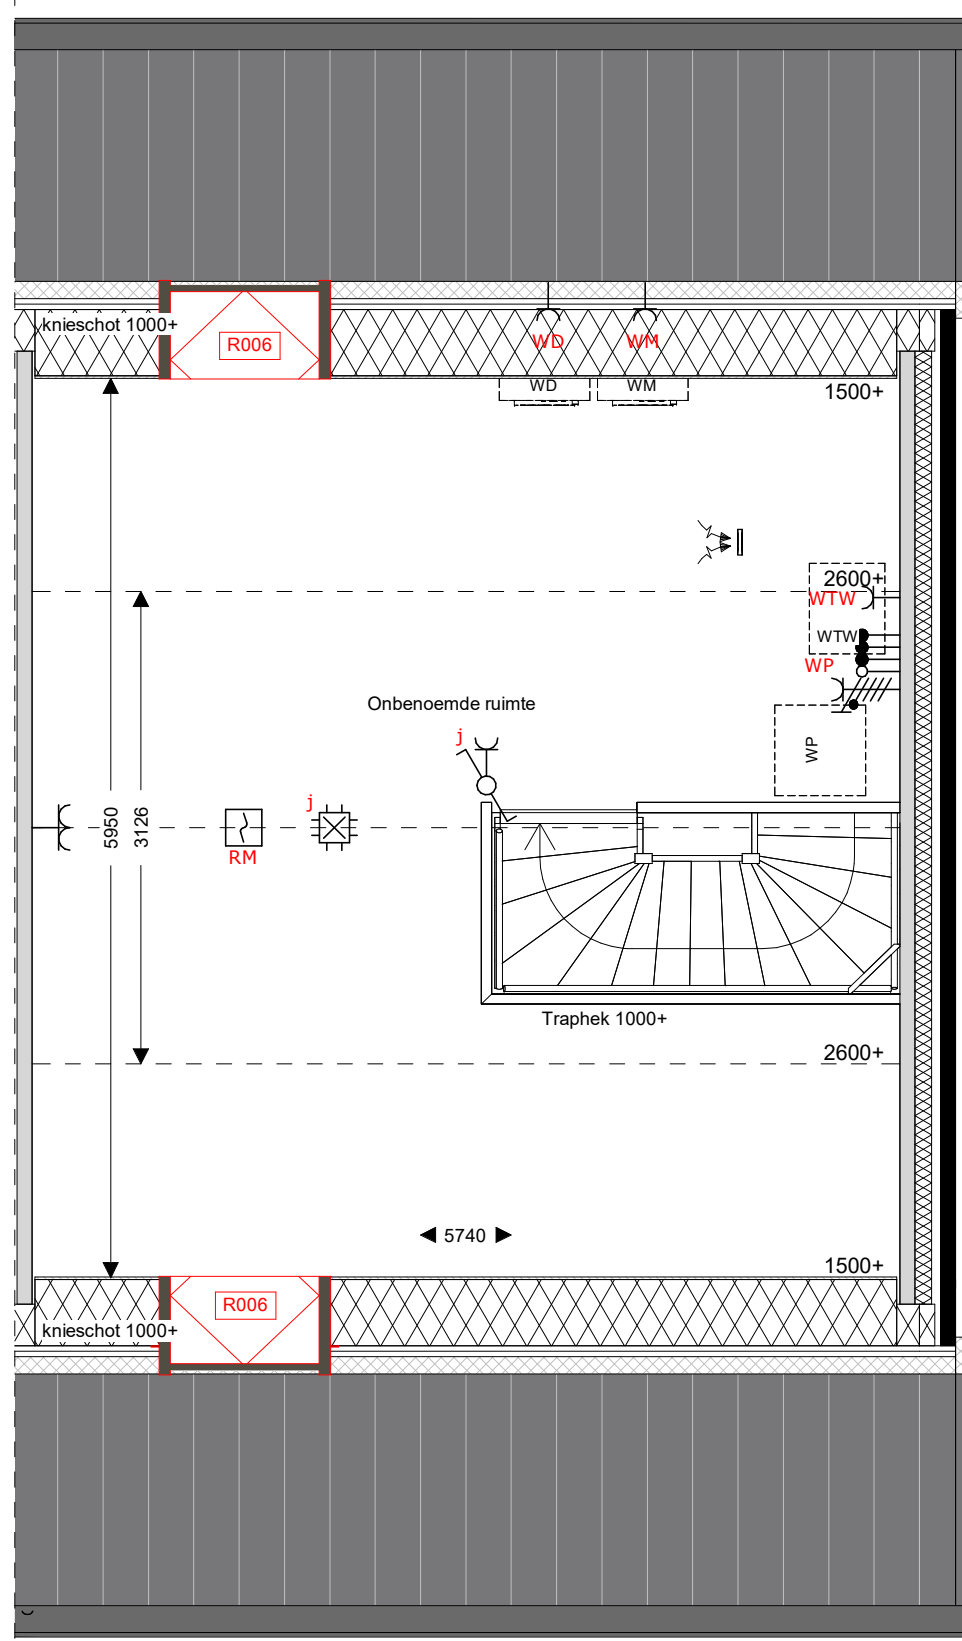 knieschot 1000+
R006
WD
WM
WD
WM
1500+
2600+
WTW
WTW
WP
Onbenoemde ruimte
j
WP
j
5950
3126
RM
Traphek 1000+
2600+
5740
1500+
R006
knieschot 1000+